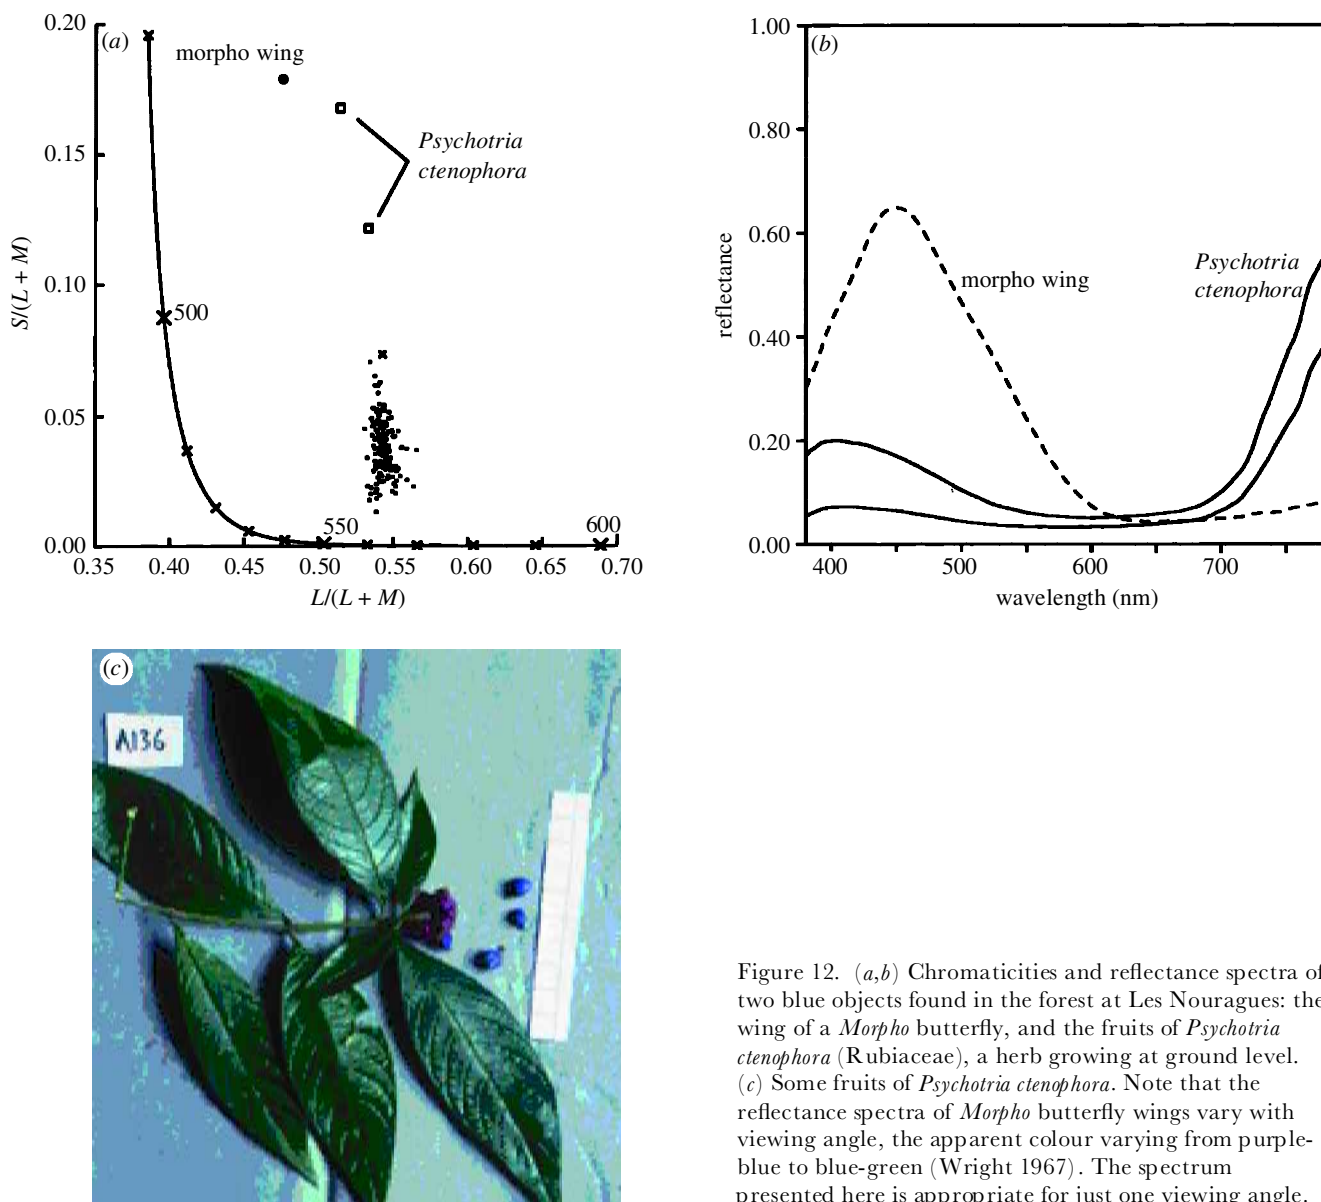 (a)
morpho wing
Psychotria
ctenophora
500
550
600
0.20
0.15
0.10
0.05
0.00
S/(L + M)
0.35 0.40 0.45 0.50 0.55 0.60 0.65 0.70
L/(L + M)
(b)
1.00
0.80
0.60
0.40
0.20
0.00
reflectance
morpho wing
Psychotria
ctenophora
400 500 600 700
wavelength (nm)
(c)
A136
Figure 12. (a,b) Chromaticities and reflectance spectra of
two blue objects found in the forest at Les Nouragues: the
wing of a Morpho butterfly, and the fruits of Psychotria
ctenophora (Rubiaceae), a herb growing at ground level.
(c) Some fruits of Psychotria ctenophora. Note that the
reflectance spectra of Morpho butterfly wings vary with
viewing angle, the apparent colour varying from purple-
blue to blue-green (Wright 1967). The spectrum
presented here is appropriate for just one viewing angle.